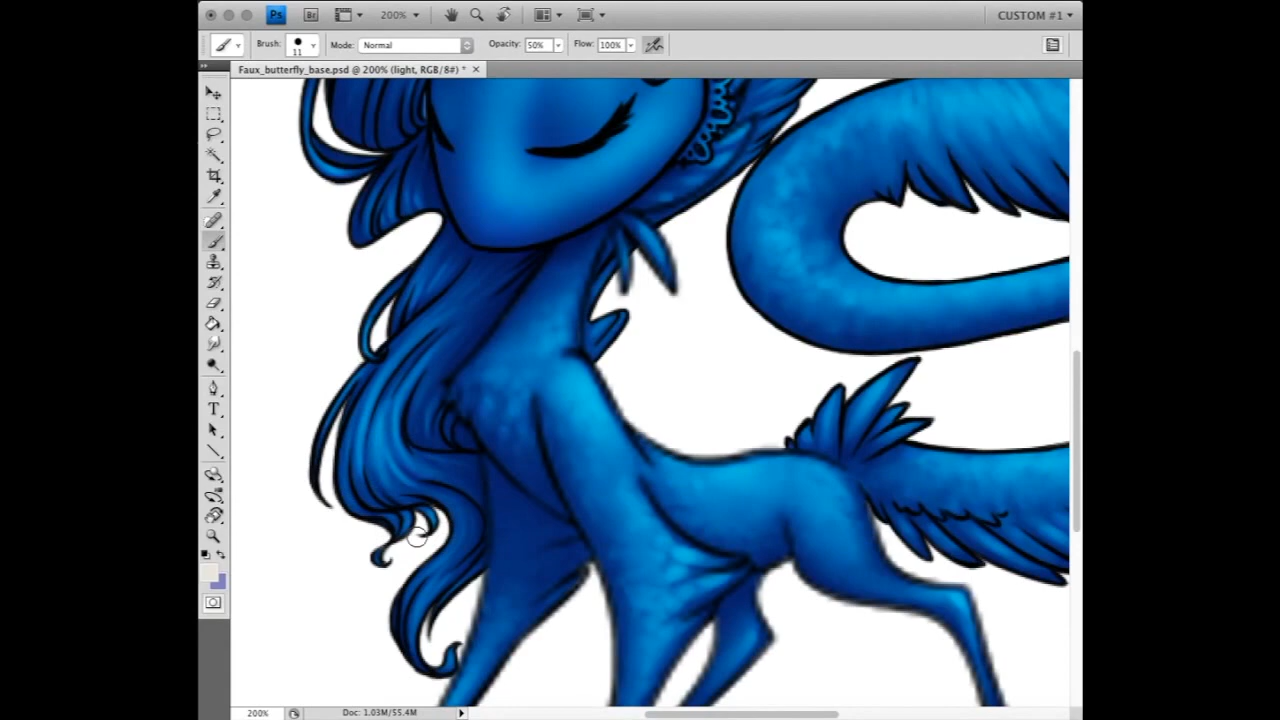 Ps Br 200% CUSTOM #1
Brush: 11 Mode: Normal Opacity: 50% Flow: 100%
Faux_butterfly_base.psd @ 200% (light, RGB/8#) *
T
200% Doc: 1.03M/55.4M